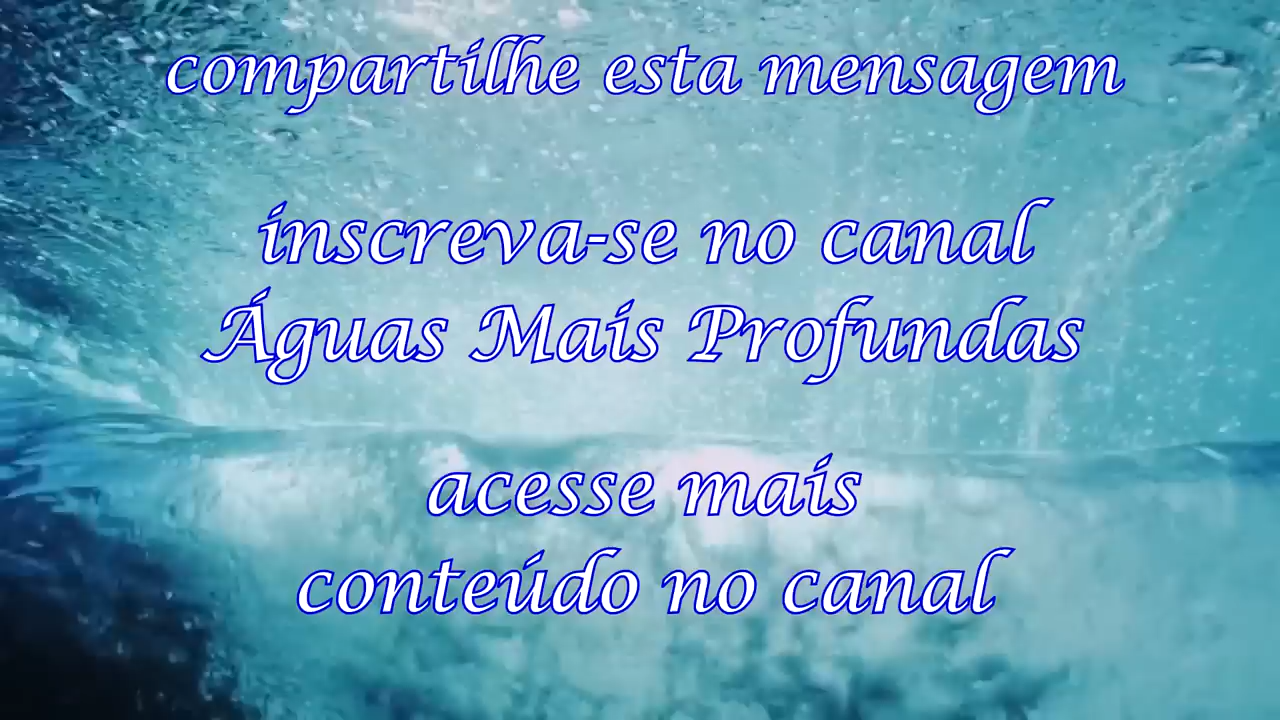 compartilhe esta mensagem
inscreva-se no canal
Águas Mais Profundas
acesse mais
conteúdo no canal